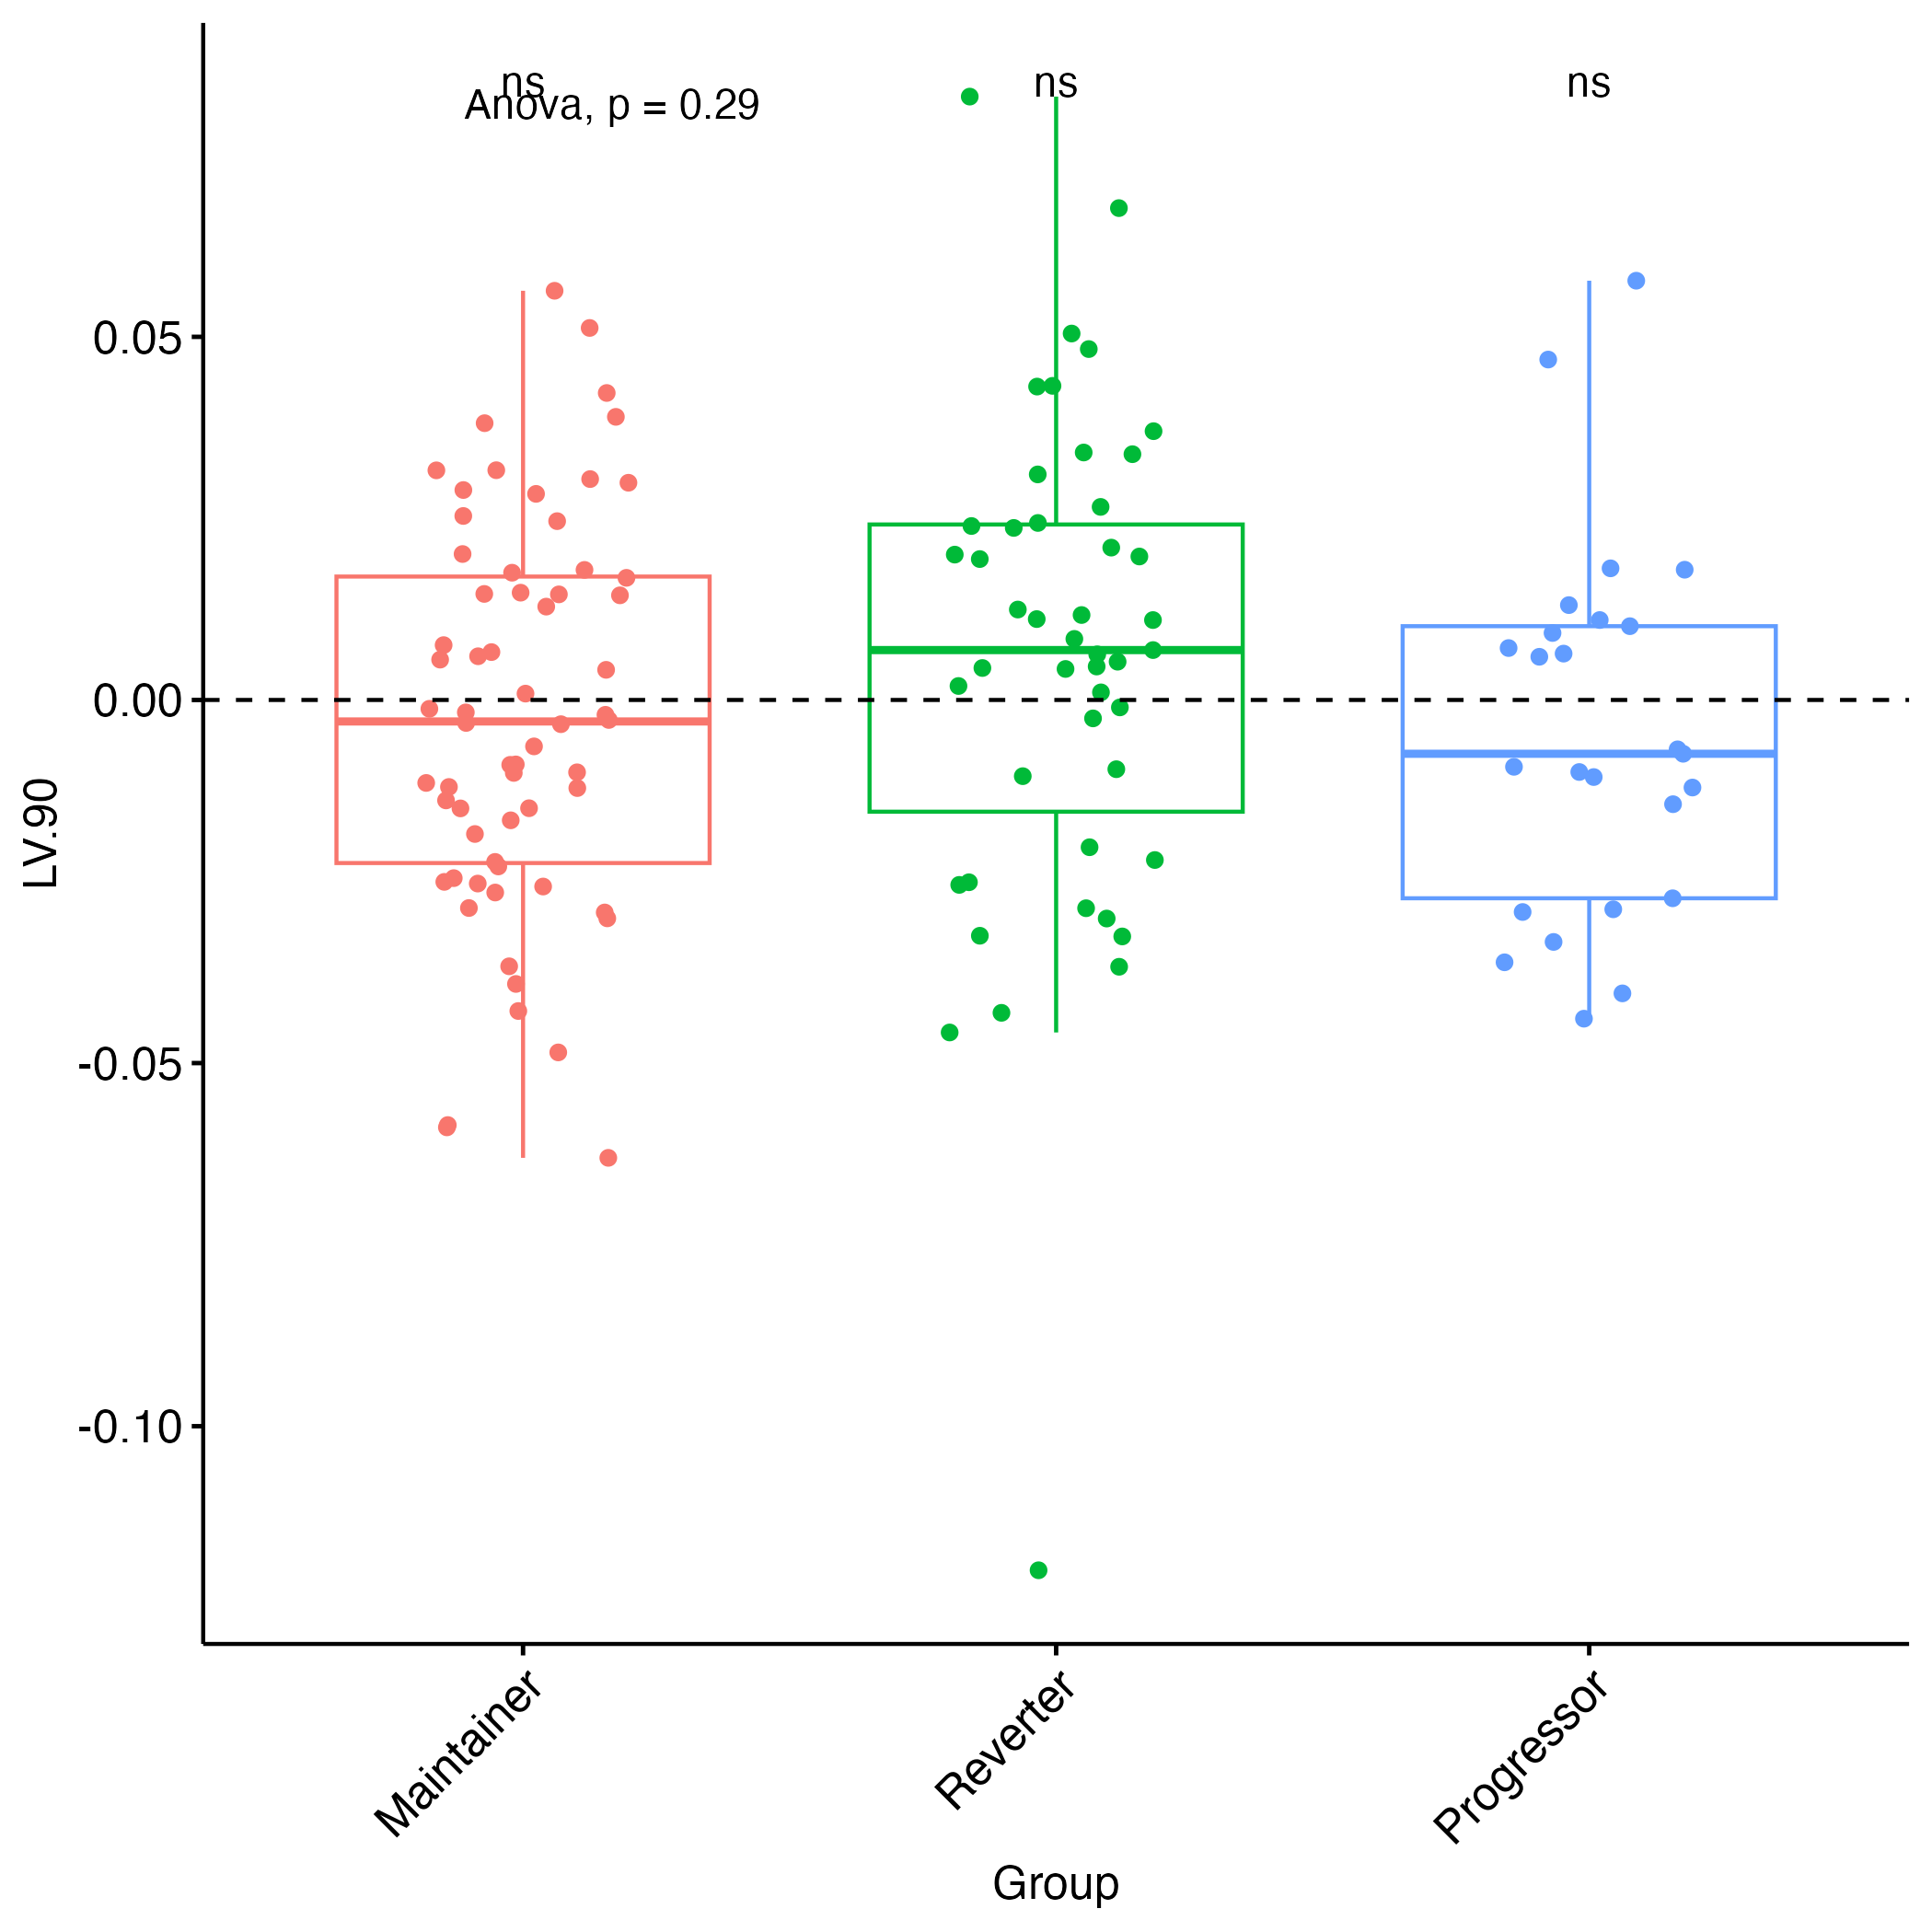 ns
ns
ns
Anova, p = 0.29
0.05
0.00
-0.05
-0.10
LV.90
Maintainer
Reverter
Progressor
Group